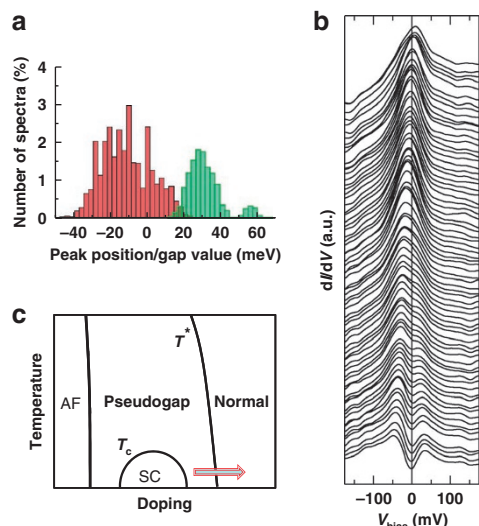 a
Number of spectra (%)
4
3
2
1
0
−40 −20 0 20 40 60
Peak position/gap value (meV)
b
dI/dV (a.u.)
−100 0 100
V
(mV)
c
Temperature
AF
Pseudogap
T*
Normal
Tc
SC
Doping